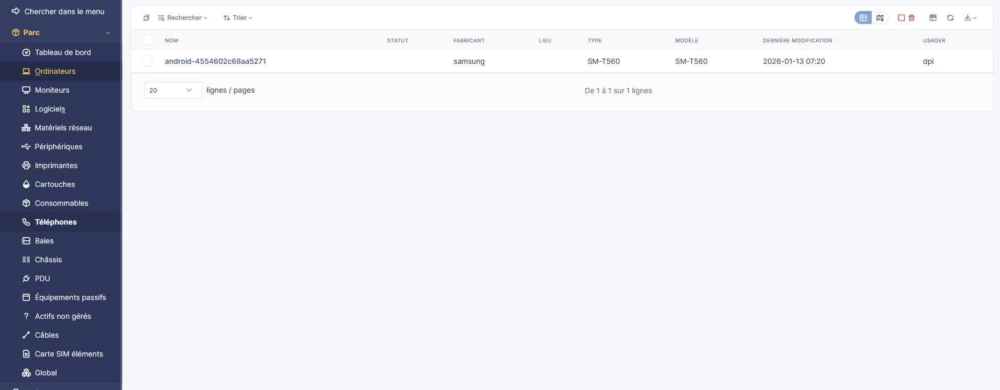 Chercher dans le menu
Parc
Tableau de bord
Ordinateurs
Moniteurs
Logiciels
Matériels réseau
Périphériques
Imprimantes
Cartouches
Consommables
Téléphones
Baies
Châssis
PDU
Équipements passifs
Actifs non gérés
Câbles
Carte SIM éléments
Global
Rechercher Trier
NOM STATUT FABRICANT LIEU TYPE MODÈLE DERNIÈRE MODIFICATION USAGER
android-4554602c68aa5271 samsung SM-T560 SM-T560 2026-01-13 07:20 dpi
20 lignes / pages De 1 à 1 sur 1 lignes